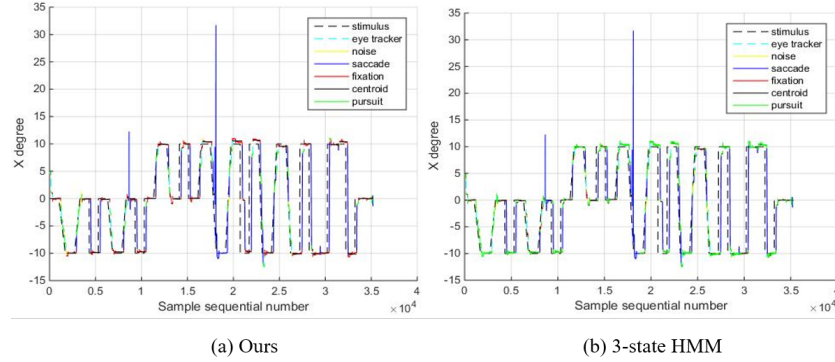 35
30
25
20
15
10
5
0
-5
-10
-15
X degree
stimulus
eye tracker
noise
saccade
fixation
centroid
pursuit
0 0.5 1 1.5 2 2.5 3 3.5 4
Sample sequential number
× 10⁴
(a) Ours
35
30
25
20
15
10
5
0
-5
-10
-15
X degree
stimulus
eye tracker
noise
saccade
fixation
centroid
pursuit
0 0.5 1 1.5 2 2.5 3 3.5 4
Sample sequential number
× 10⁴
(b) 3-state HMM